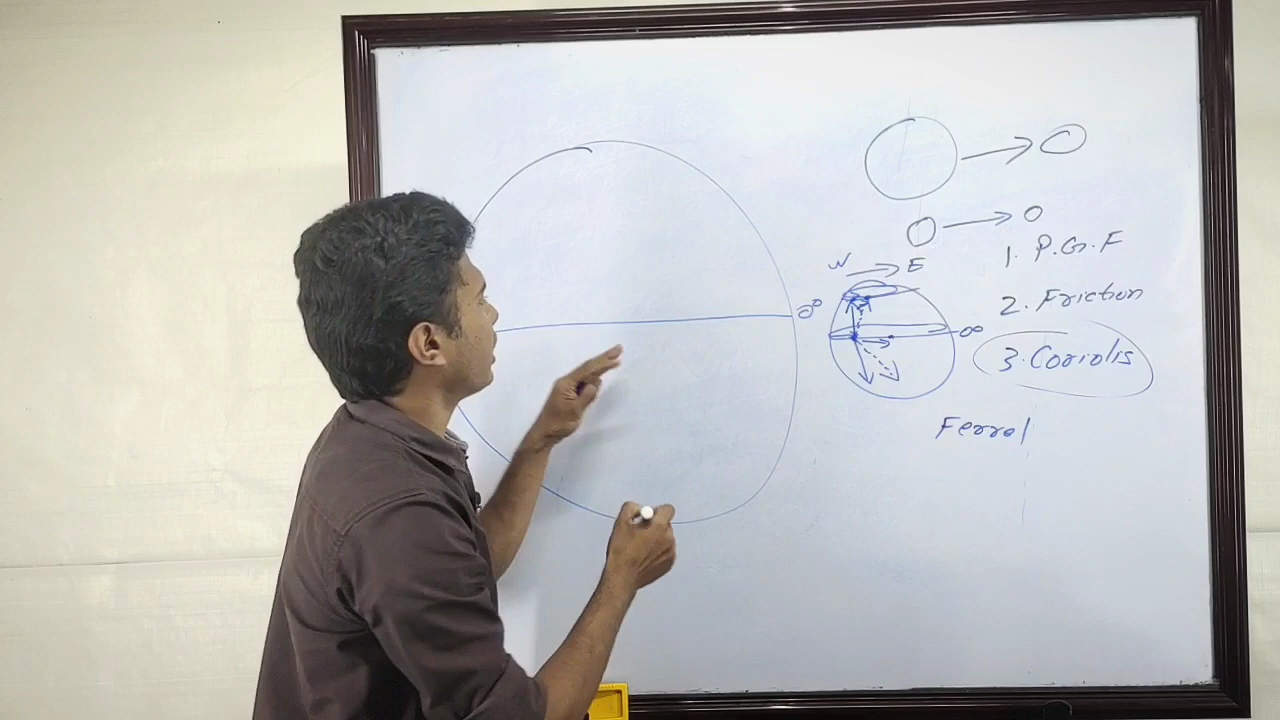 1. P.G.F
W E
2. Friction
0°
0°
3. Coriolis
Ferrel